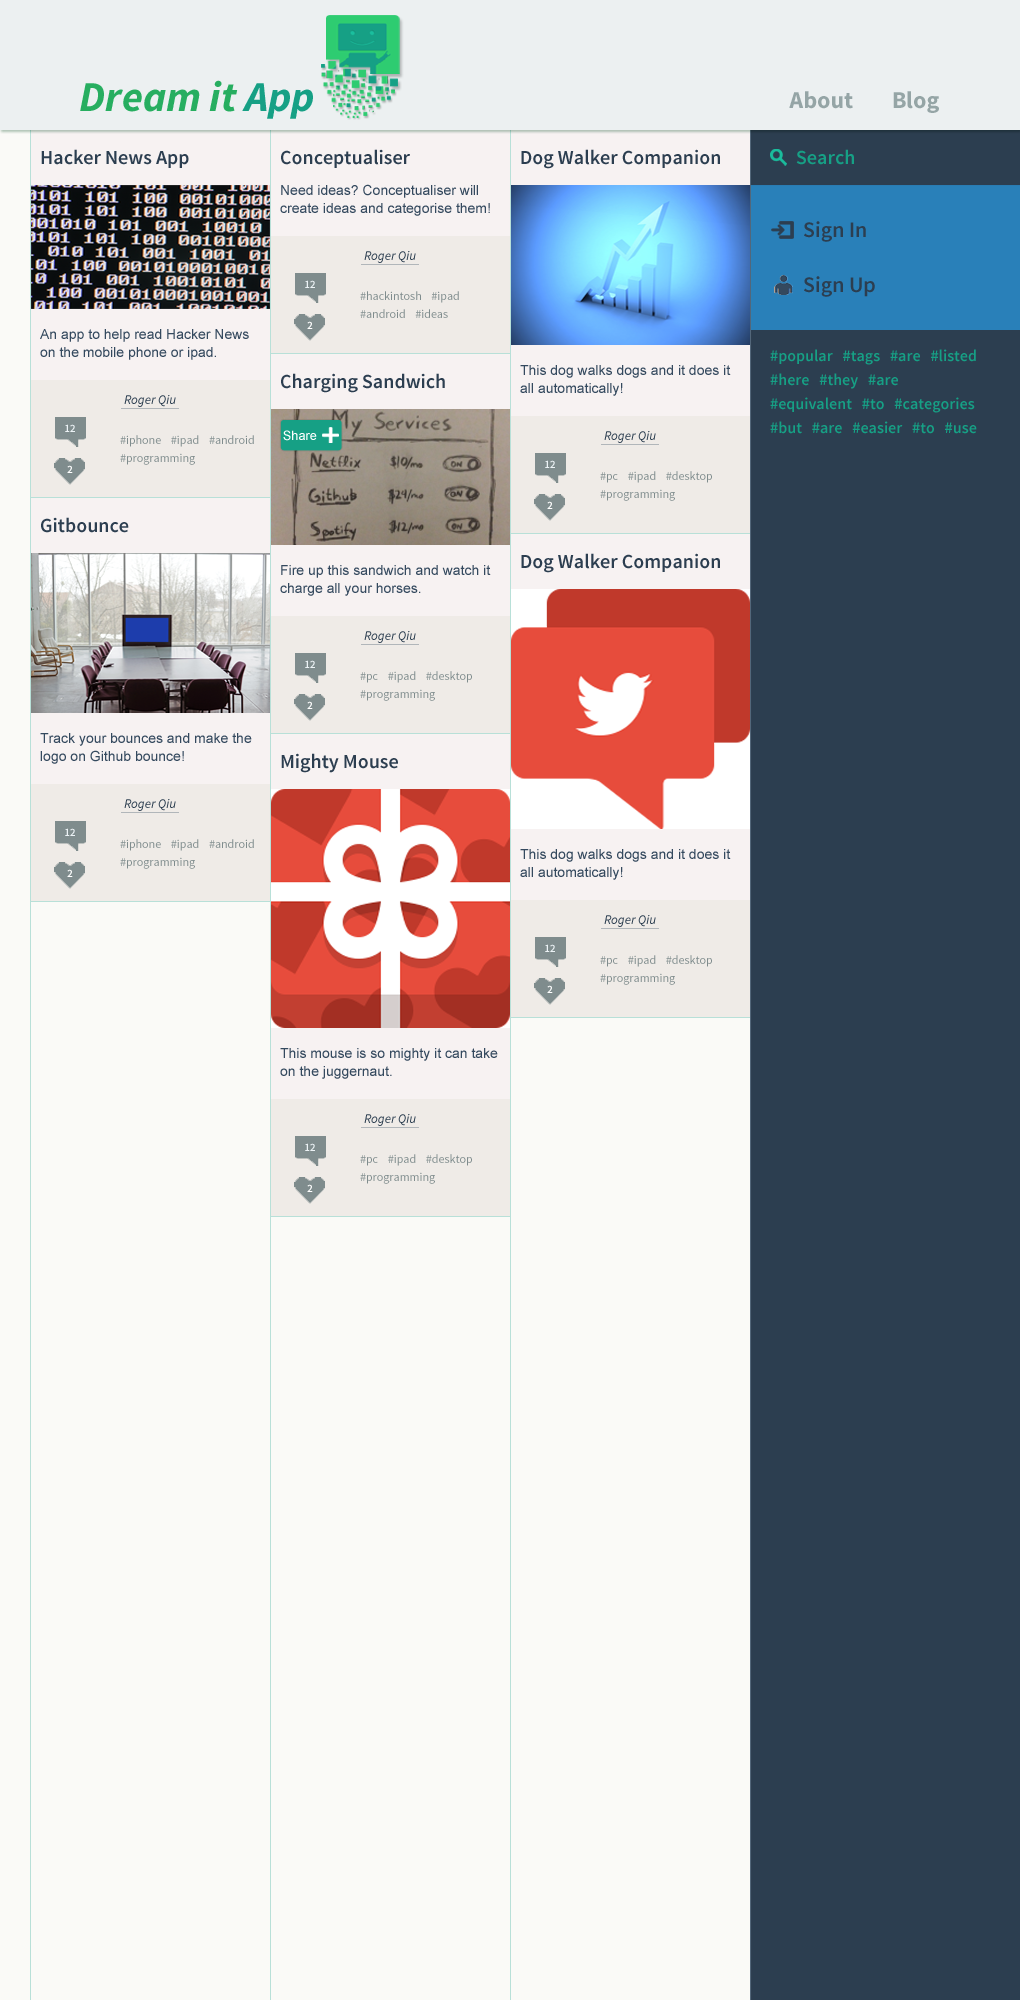 Dream it App
About
Blog
Hacker News App
An app to help read Hacker News
on the mobile phone or ipad.
Roger Qiu
12
2
#iphone #ipad #android
#programming
Gitbounce
Track your bounces and make the
logo on Github bounce!
Roger Qiu
12
2
#iphone #ipad #android
#programming
Conceptualiser
Need ideas? Conceptualiser will
create ideas and categorise them!
Roger Qiu
12
2
#hackintosh #ipad
#android #ideas
Charging Sandwich
My Services
Share
Netflix $10/mo ON
Github $24/mo ON
Spotify $12/mo ON
Fire up this sandwich and watch it
charge all your horses.
Roger Qiu
12
2
#pc #ipad #desktop
#programming
Mighty Mouse
This mouse is so mighty it can take
on the juggernaut.
Roger Qiu
12
2
#pc #ipad #desktop
#programming
Dog Walker Companion
This dog walks dogs and it does it
all automatically!
Roger Qiu
12
2
#pc #ipad #desktop
#programming
Dog Walker Companion
This dog walks dogs and it does it
all automatically!
Roger Qiu
12
2
#pc #ipad #desktop
#programming
Search
Sign In
Sign Up
#popular #tags #are #listed
#here #they #are
#equivalent #to #categories
#but #are #easier #to #use